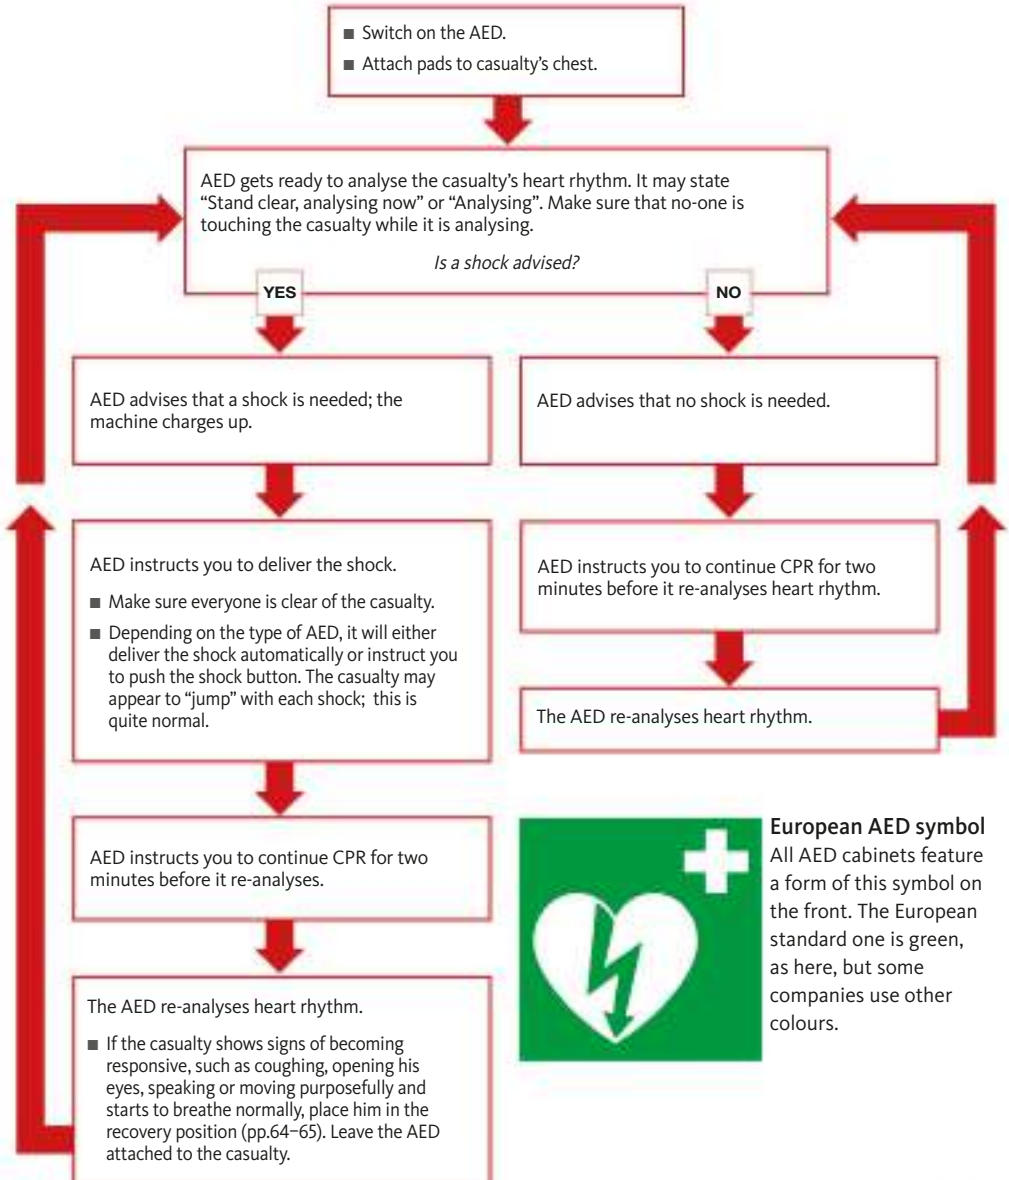 ■ Switch on the AED.
■ Attach pads to casualty's chest.
AED gets ready to analyse the casualty's heart rhythm. It may state
“Stand clear, analysing now” or “Analysing”. Make sure that no-one is
touching the casualty while it is analysing.
Is a shock advised?
YES
NO
AED advises that a shock is needed; the
machine charges up.
AED instructs you to deliver the shock.
■ Make sure everyone is clear of the casualty.
■ Depending on the type of AED, it will either
deliver the shock automatically or instruct you
to push the shock button. The casualty may
appear to “jump” with each shock; this is
quite normal.
AED instructs you to continue CPR for two
minutes before it re-analyses.
The AED re-analyses heart rhythm.
■ If the casualty shows signs of becoming
responsive, such as coughing, opening his
eyes, speaking or moving purposefully and
starts to breathe normally, place him in the
recovery position (pp.64–65). Leave the AED
attached to the casualty.
AED advises that no shock is needed.
AED instructs you to continue CPR for two
minutes before it re-analyses heart rhythm.
The AED re-analyses heart rhythm.
European AED symbol
All AED cabinets feature
a form of this symbol on
the front. The European
standard one is green,
as here, but some
companies use other
colours.